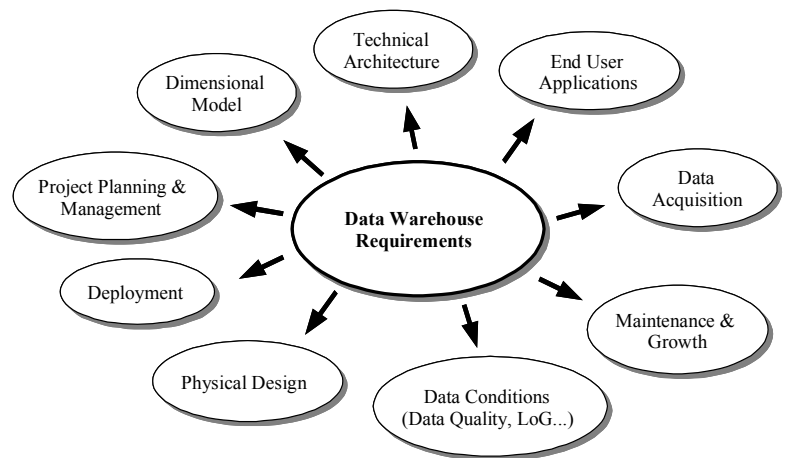 Technical
Architecture
End User
Applications
Dimensional
Model
Project Planning &
Management
Data
Acquisition
Data Warehouse
Requirements
Deployment
Maintenance &
Growth
Physical Design
Data Conditions
(Data Quality, LoG...)